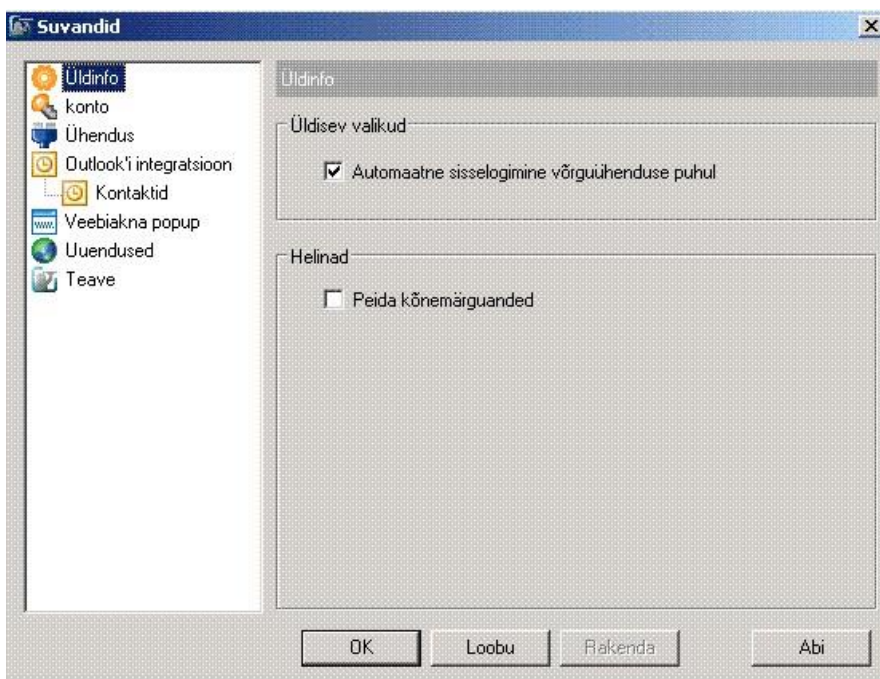 Suvandid
Üldinfo
konto
Ühendus
Outlook'i integratsioon
Kontaktid
www.
Veebiakna popup
Uuendused
Teave
Üldinfo
Üldisev valikud
Automaatne sisselogimine võrguühenduse puhul
Helinad
Peida kõnemärguanded
OK
Loobu
Rakenda
Abi